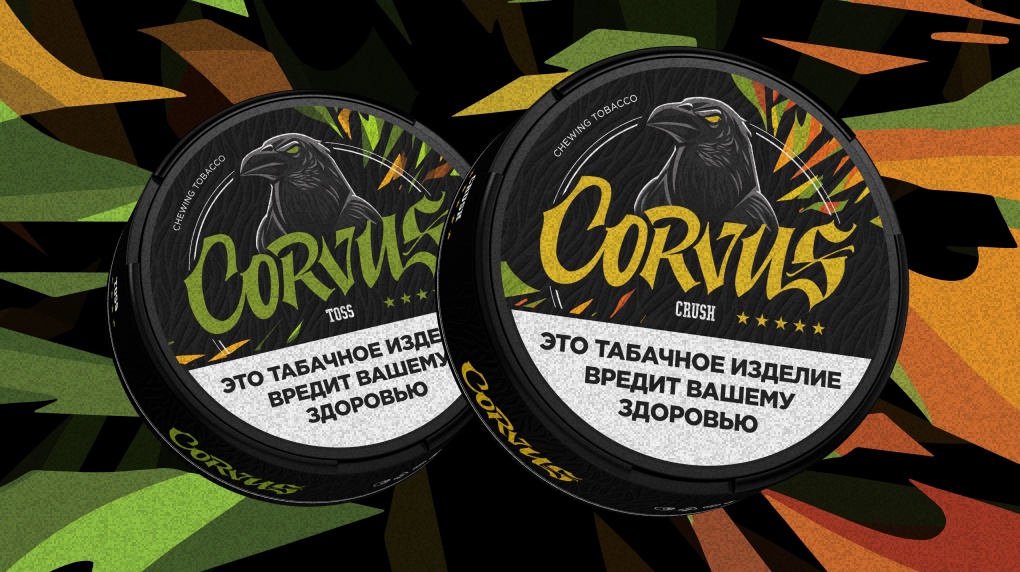 CHEWING TOBACCO
CORVUS
TOSS
ЭТО ТАБАЧНОЕ ИЗДЕ
ВРЕДИТ ВАШЕМУ
ЗДОРОВЬЮ
CORVUS
CHEWING TOBACCO
CORVUS
CRUSH
ЭТО ТАБАЧНОЕ ИЗДЕЛИЕ
ВРЕДИТ ВАШЕМУ
ЗДОРОВЬЮ
CORVUS